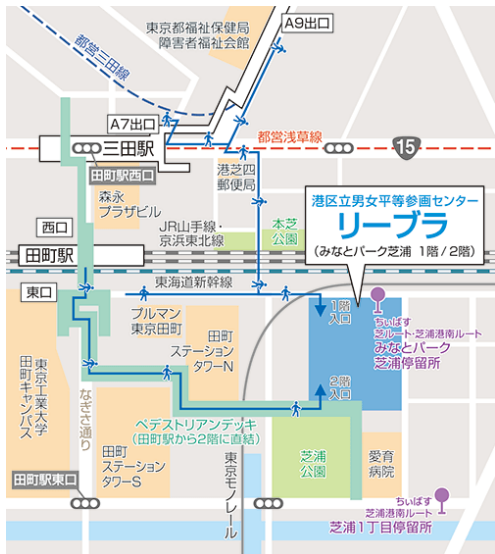 東京都福祉保健局
障害者福祉会館
A9出口
都営三田線
A7出口
三田駅
都営浅草線
15
田町駅西口
港芝四
郵便局
森永
プラザビル
港区立男女平等参画センター
リーブラ
(みなとパーク芝浦 1階/2階)
西口
JR山手線・
京浜東北線
本芝
公園
田町駅
東海道新幹線
東口
プルマン
東京田町
1階
入口
ちぃばす
芝ルート・芝浦港南ルート
みなとパーク
芝浦停留所
田町
ステーション
タワーN
東京工業大学
田町キャンパス
なぎさ通り
2階
入口
ペデストリアンデッキ
(田町駅から2階に直結)
田町
ステーション
タワーS
東京モノレール
芝浦
公園
愛育
病院
田町駅東口
ちぃばす
芝浦港南ルート
芝浦1丁目停留所